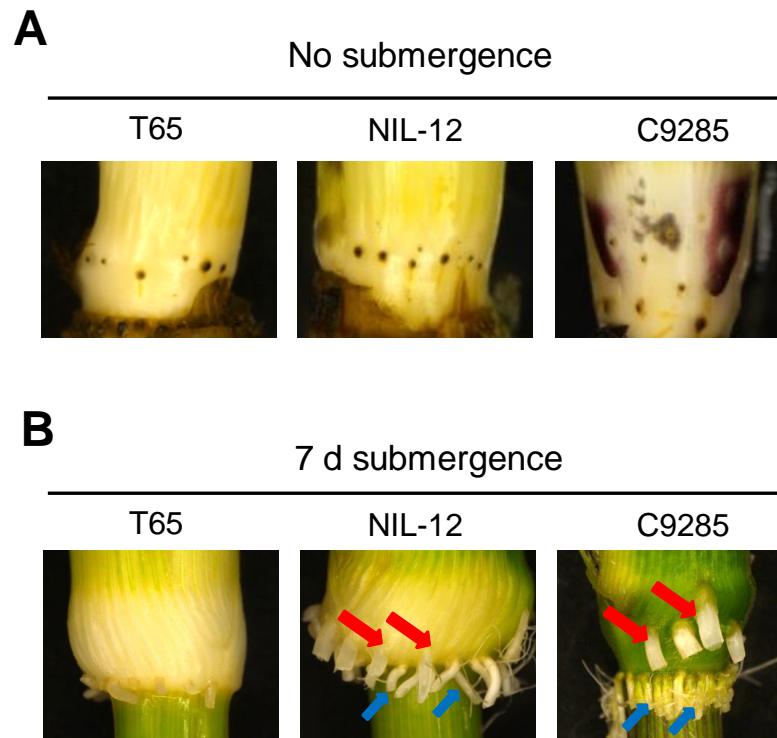 A
No submergence
T65 NIL-12 C9285
B
7 d submergence
T65 NIL-12 C9285